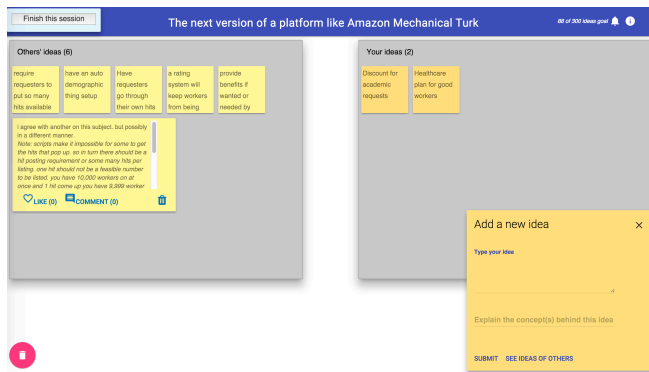 Finish this session
The next version of a platform like Amazon Mechanical Turk
88 of 300 ideas goal
Others' ideas (6)
Your ideas (2)
require
requesters to
put so many
hits available
have an auto
demographic
thing setup
Have
requesters
go through
their own hits
a rating
system will
keep workers
from being
provide
benefits if
wanted or
needed by
Discount for
academic
requests
Healthcare
plan for good
workers
i agree with another on this subject. but possibly
in a different manner.
Note: scripts make it impossible for some to get
the hits that pop up. so in turn there should be a
hit posting requirement or some many hits per
listing. one hit should not be a feasible number
to be listed. you have 10,000 workers on at
once and 1 hit come up you have 9,999 worker
LIKE (0)
COMMENT (0)
Add a new idea
Type your idea
Explain the concept(s) behind this idea
SUBMIT
SEE IDEAS OF OTHERS